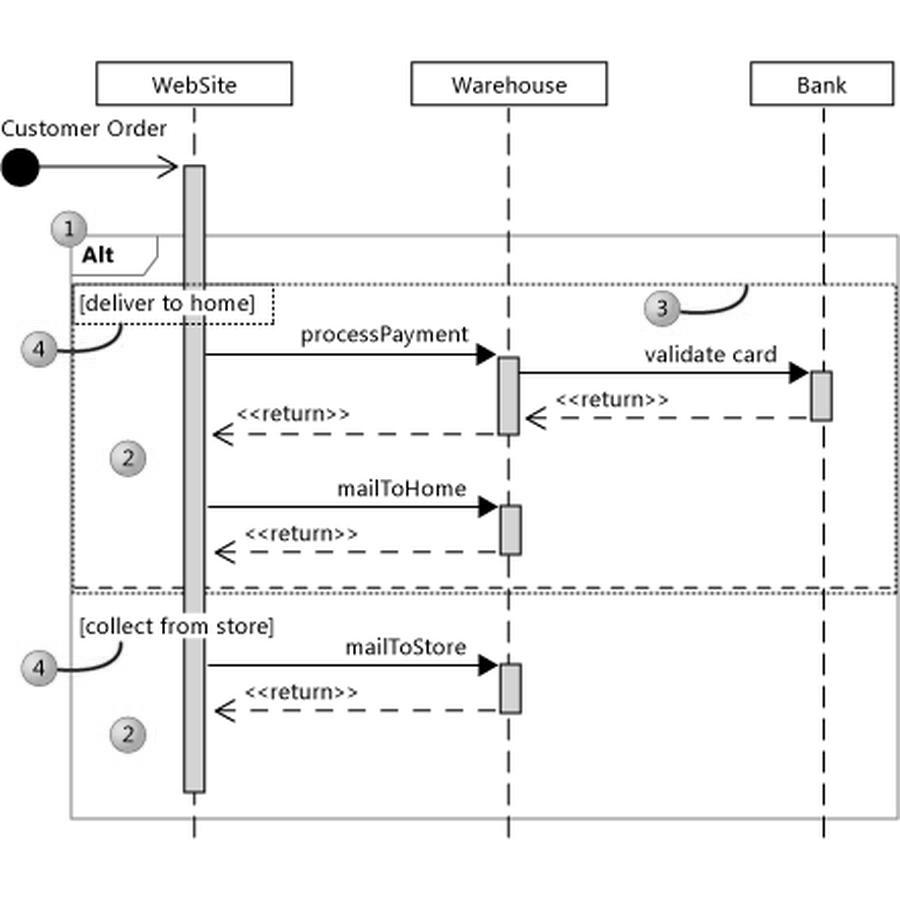 WebSite
Warehouse
Bank
Customer Order
1
Alt
[deliver to home]
3
processPayment
4
validate card
<<return>>
<<return>>
2
mailToHome
<<return>>
[collect from store]
mailToStore
4
<<return>>
2